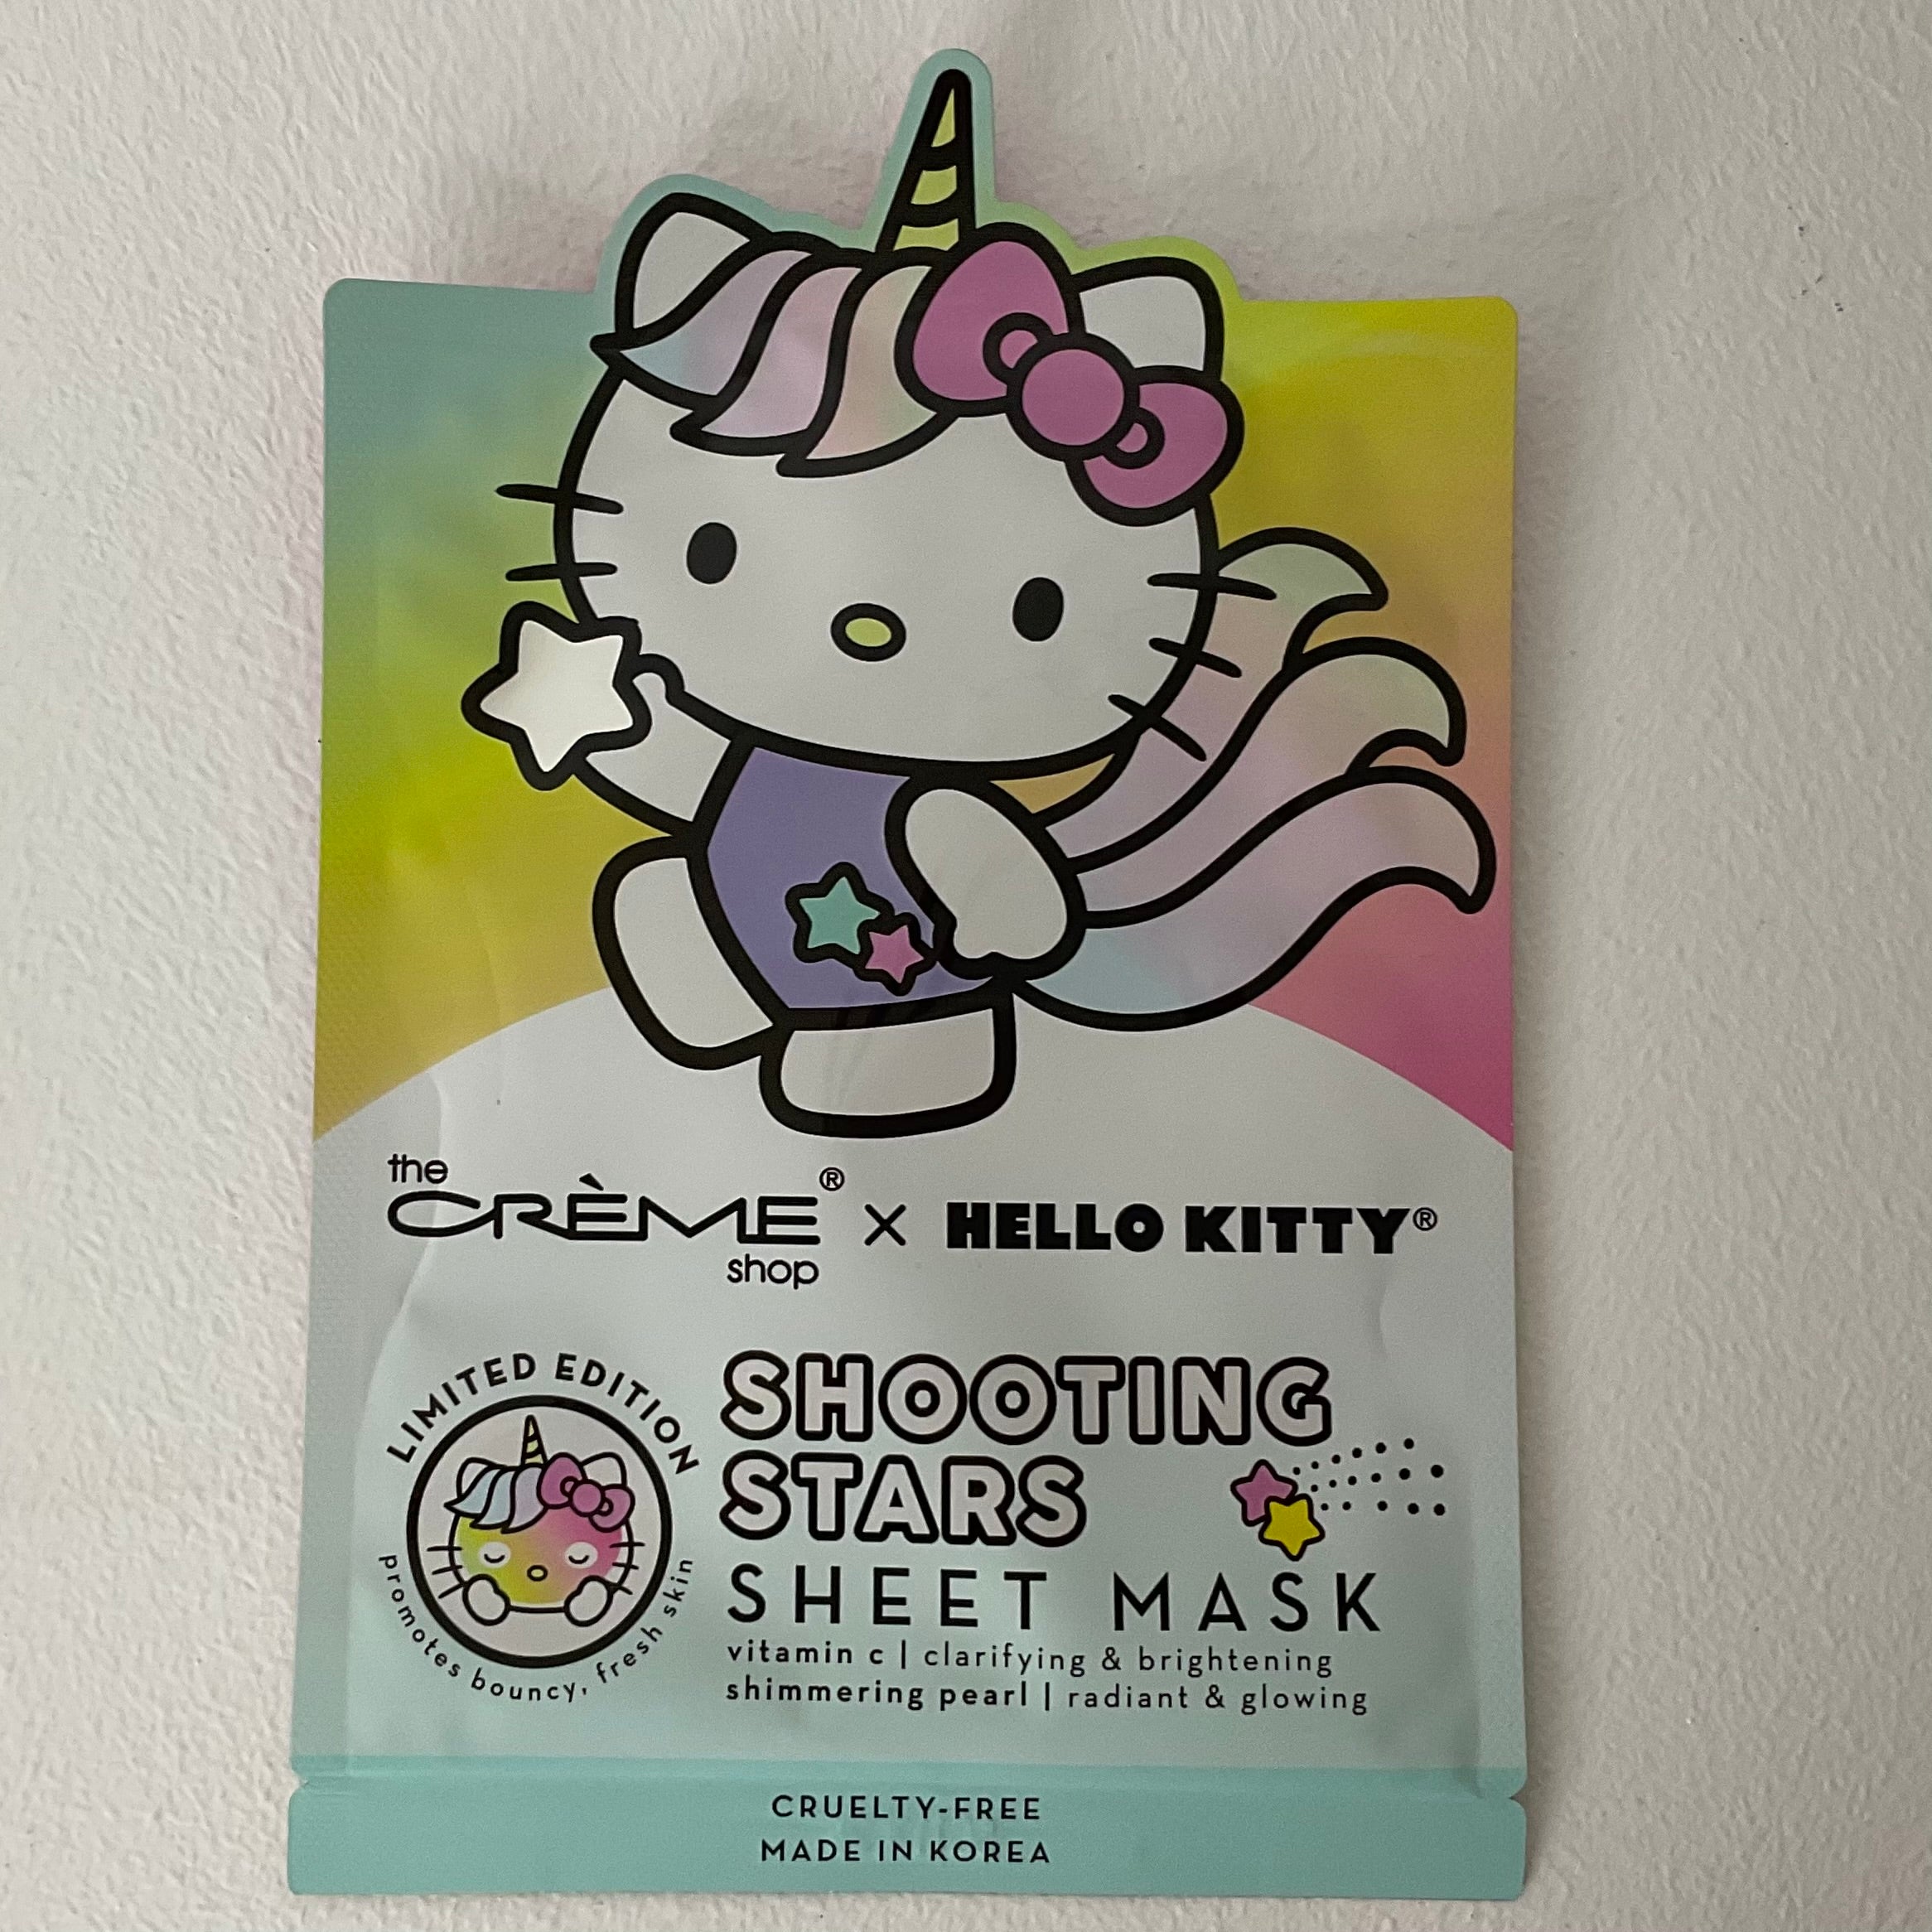 the
CRÈME® × HELLO KITTY®
shop
LIMITED EDITION
promotes bouncy, fresh skin
SHOOTING
STARS
SHEET MASK
vitamin c | clarifying & brightening
shimmering pearl | radiant & glowing
CRUELTY-FREE
MADE IN KOREA